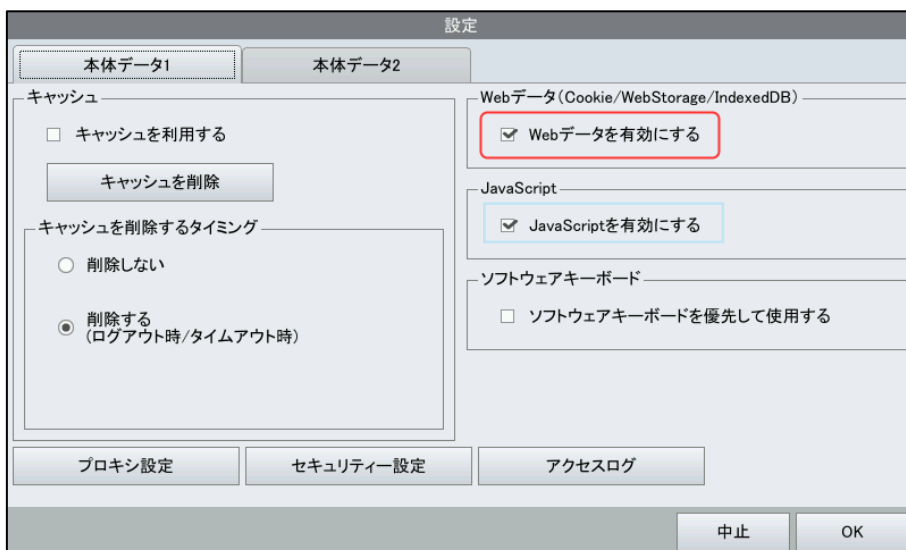 設定
本体データ1
本体データ2
キャッシュ
キャッシュを利用する
キャッシュを削除
キャッシュを削除するタイミング
削除しない
削除する
(ログアウト時/タイムアウト時)
Webデータ(Cookie/WebStorage/IndexedDB)
Webデータを有効にする
JavaScript
JavaScriptを有効にする
ソフトウェアキーボード
ソフトウェアキーボードを優先して使用する
プロキシ設定
セキュリティー設定
アクセスログ
中止
OK